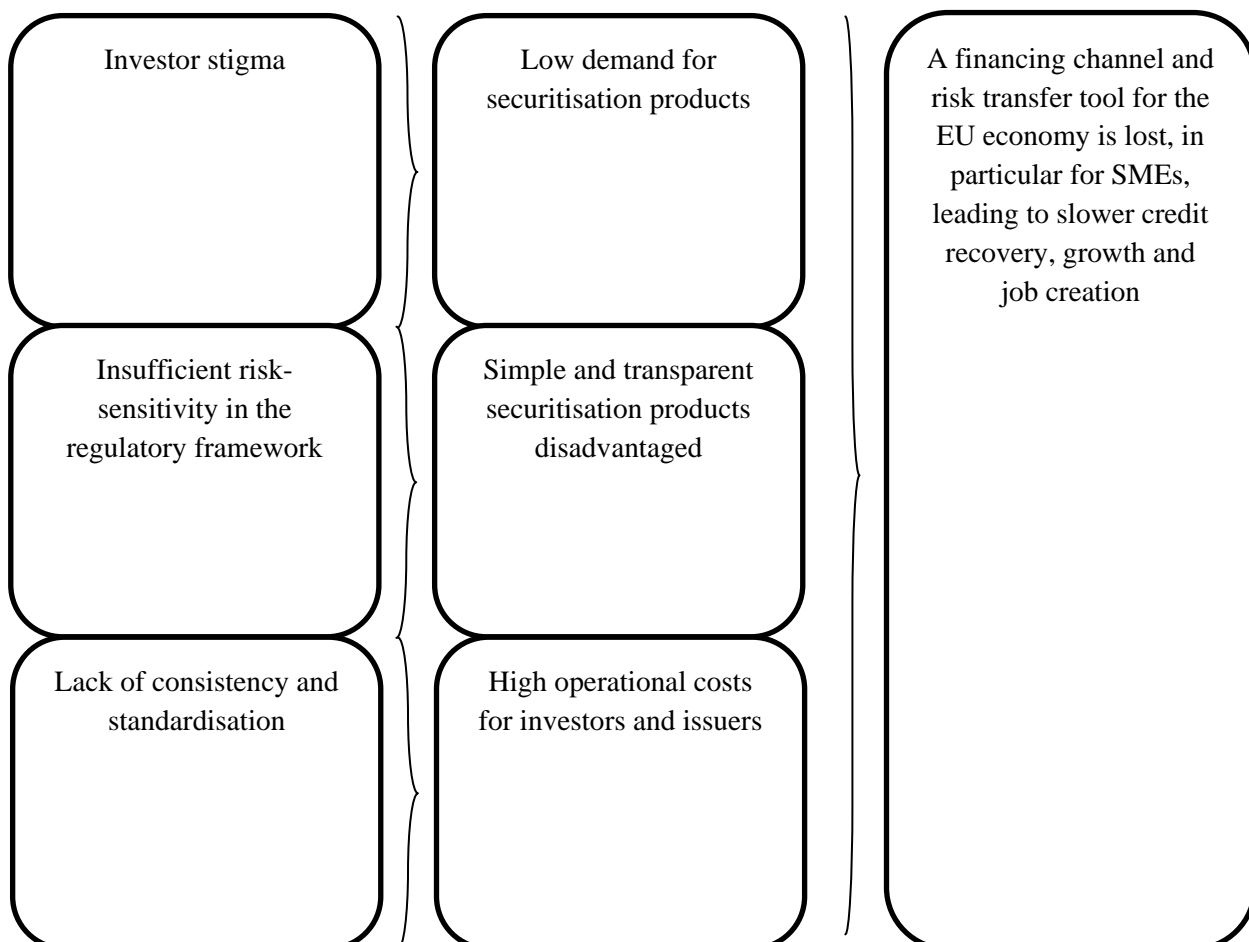 Investor stigma
Low demand for
securitisation products
A financing channel and
risk transfer tool for the
EU economy is lost, in
particular for SMEs,
leading to slower credit
recovery, growth and
job creation
Insufficient risk-
sensitivity in the
regulatory framework
Simple and transparent
securitisation products
disadvantaged
Lack of consistency and
standardisation
High operational costs
for investors and issuers